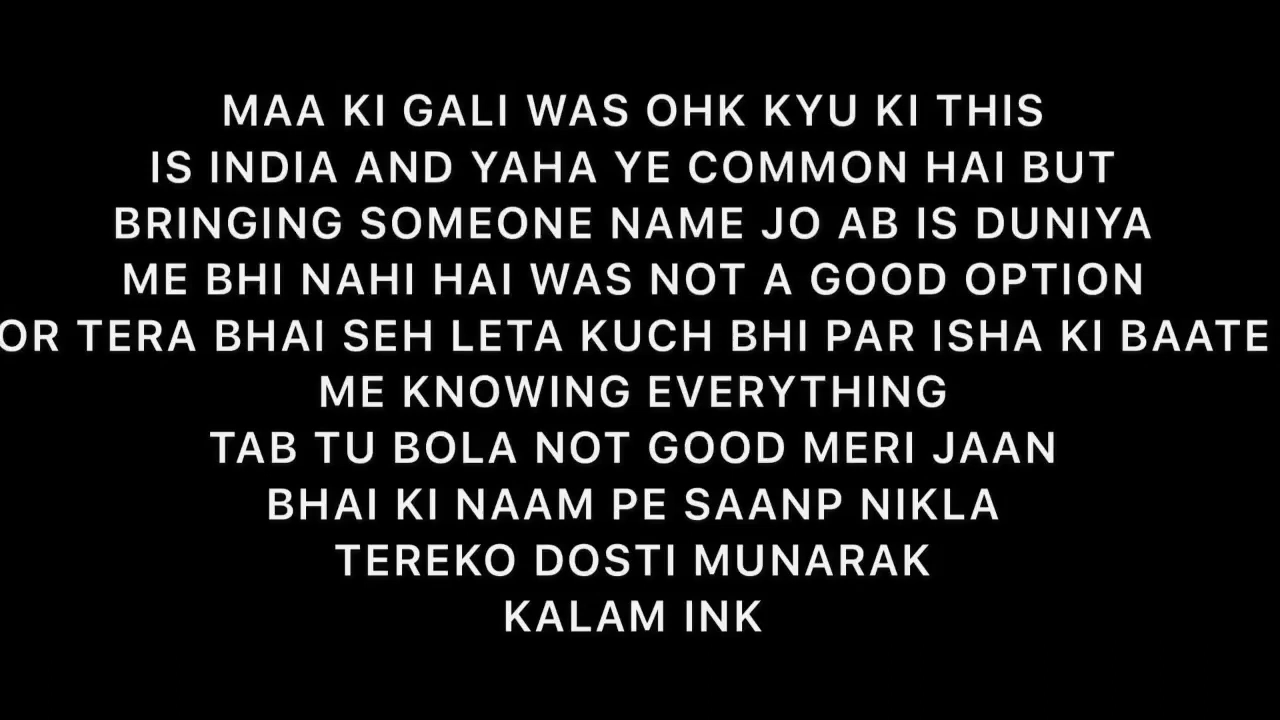 MAA KI GALI WAS OHK KYU KI THIS
IS INDIA AND YAHA YE COMMON HAI BUT
BRINGING SOMEONE NAME JO AB IS DUNIYA
ME BHI NAHI HAI WAS NOT A GOOD OPTION
OR TERA BHAI SEH LETA KUCH BHI PAR ISHA KI BAATE
ME KNOWING EVERYTHING
TAB TU BOLA NOT GOOD MERI JAAN
BHAI KI NAAM PE SAANP NIKLA
TEREKO DOSTI MUNARAK
KALAM INK